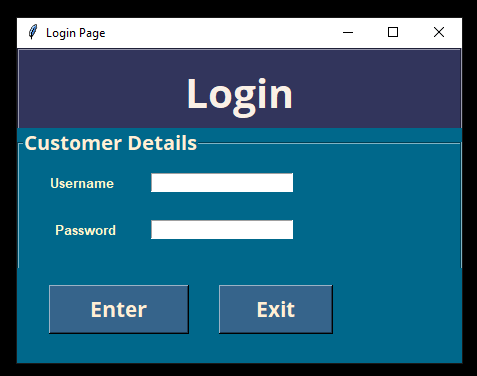 Login Page
Login
Customer Details
Username
Password
Enter Exit